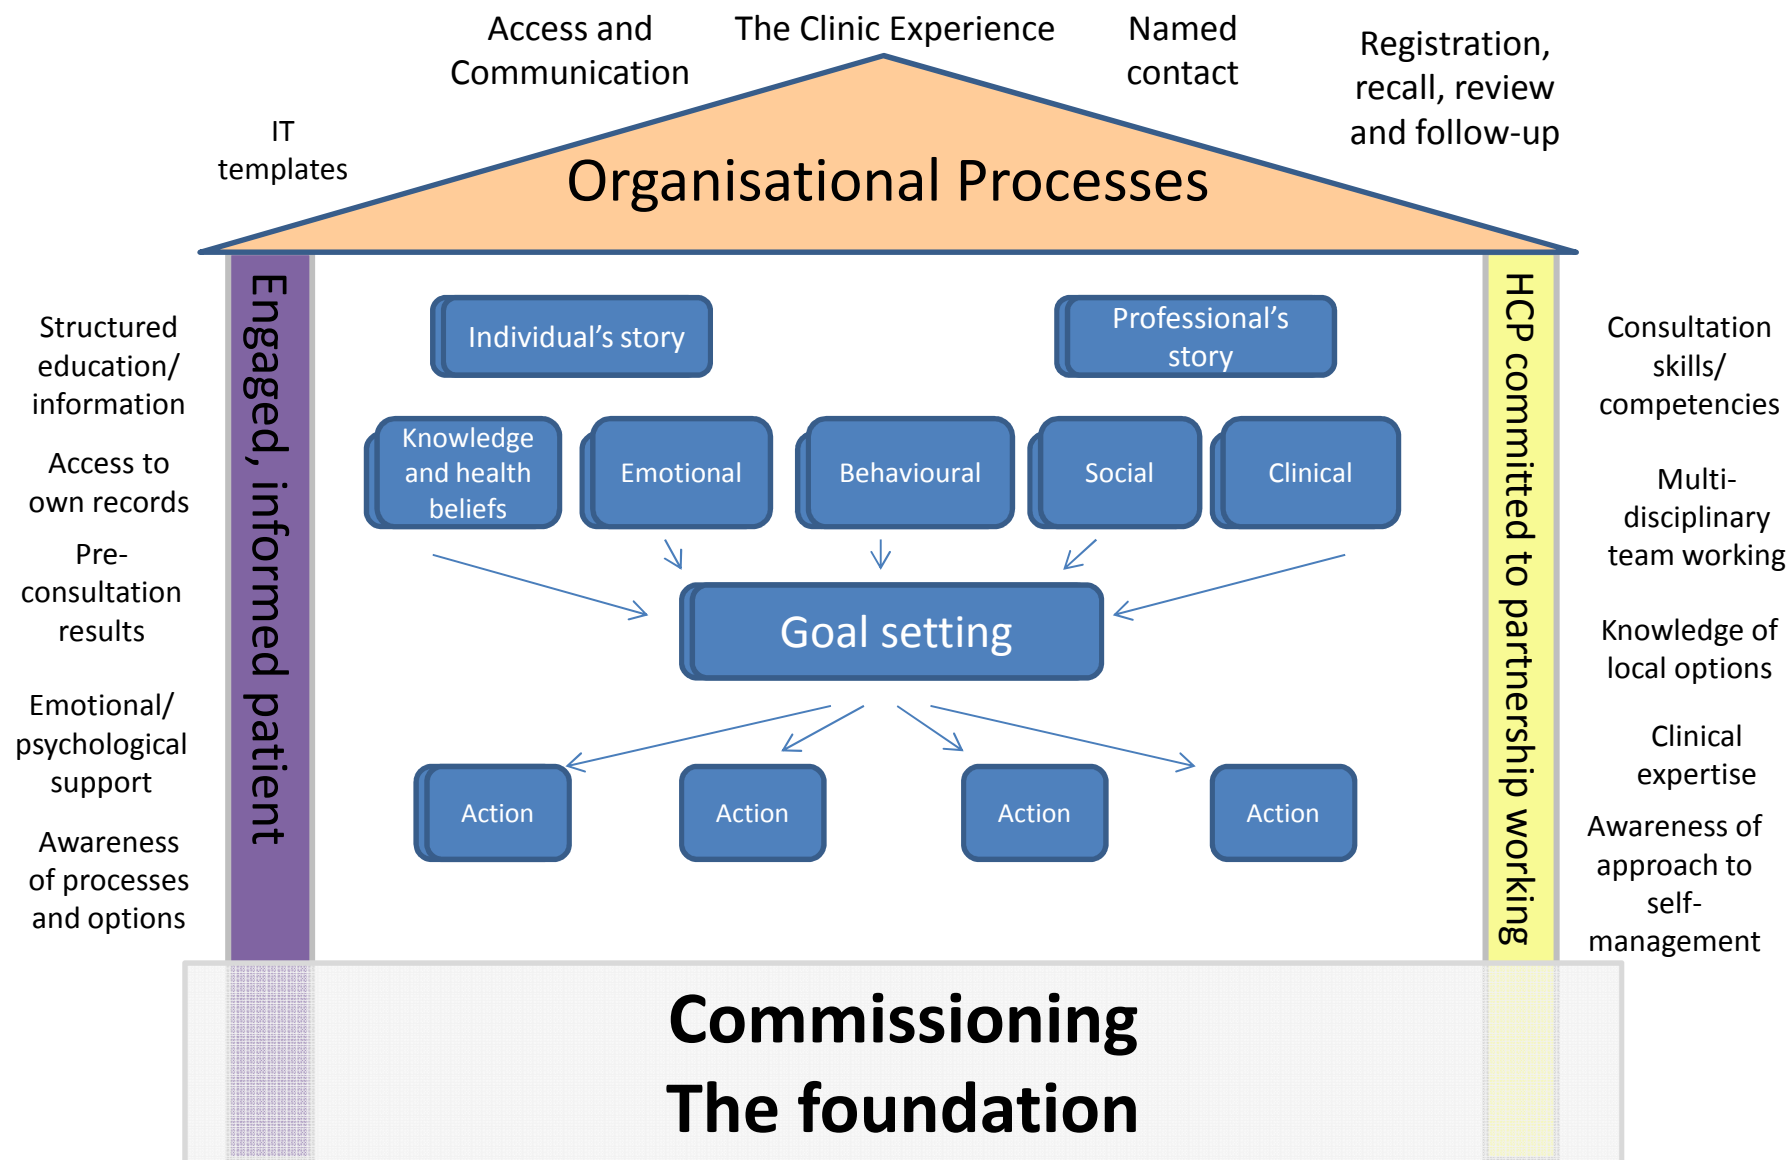 Access and
Communication
The Clinic Experience
Named
contact
Registration,
recall, review
and follow-up
IT
templates
Organisational Processes
Structured
education/
information
Access to
own records
Pre-
consultation
results
Emotional/
psychological
support
Awareness
of processes
and options
Engaged, informed patient
Individual’s story
Professional’s
story
Knowledge
and health
beliefs
Emotional
Behavioural
Social
Clinical
Goal setting
Action
Action
Action
Action
HCP committed to partnership working
Consultation
skills/
competencies
Multi-
disciplinary
team working
Knowledge of
local options
Clinical
expertise
Awareness of
approach to
self-
management
Commissioning
The foundation